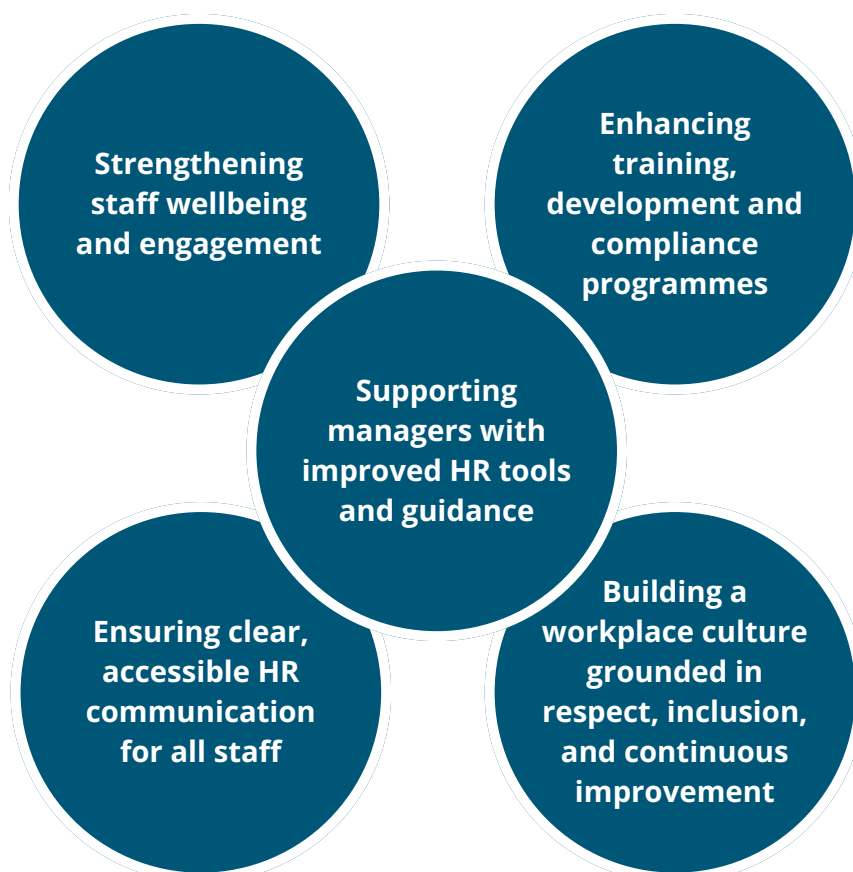 Strengthening
staff wellbeing
and engagement
Enhancing
training,
development and
compliance
programmes
Supporting
managers with
improved HR tools
and guidance
Ensuring clear,
accessible HR
communication
for all staff
Building a
workplace culture
grounded in
respect, inclusion,
and continuous
improvement